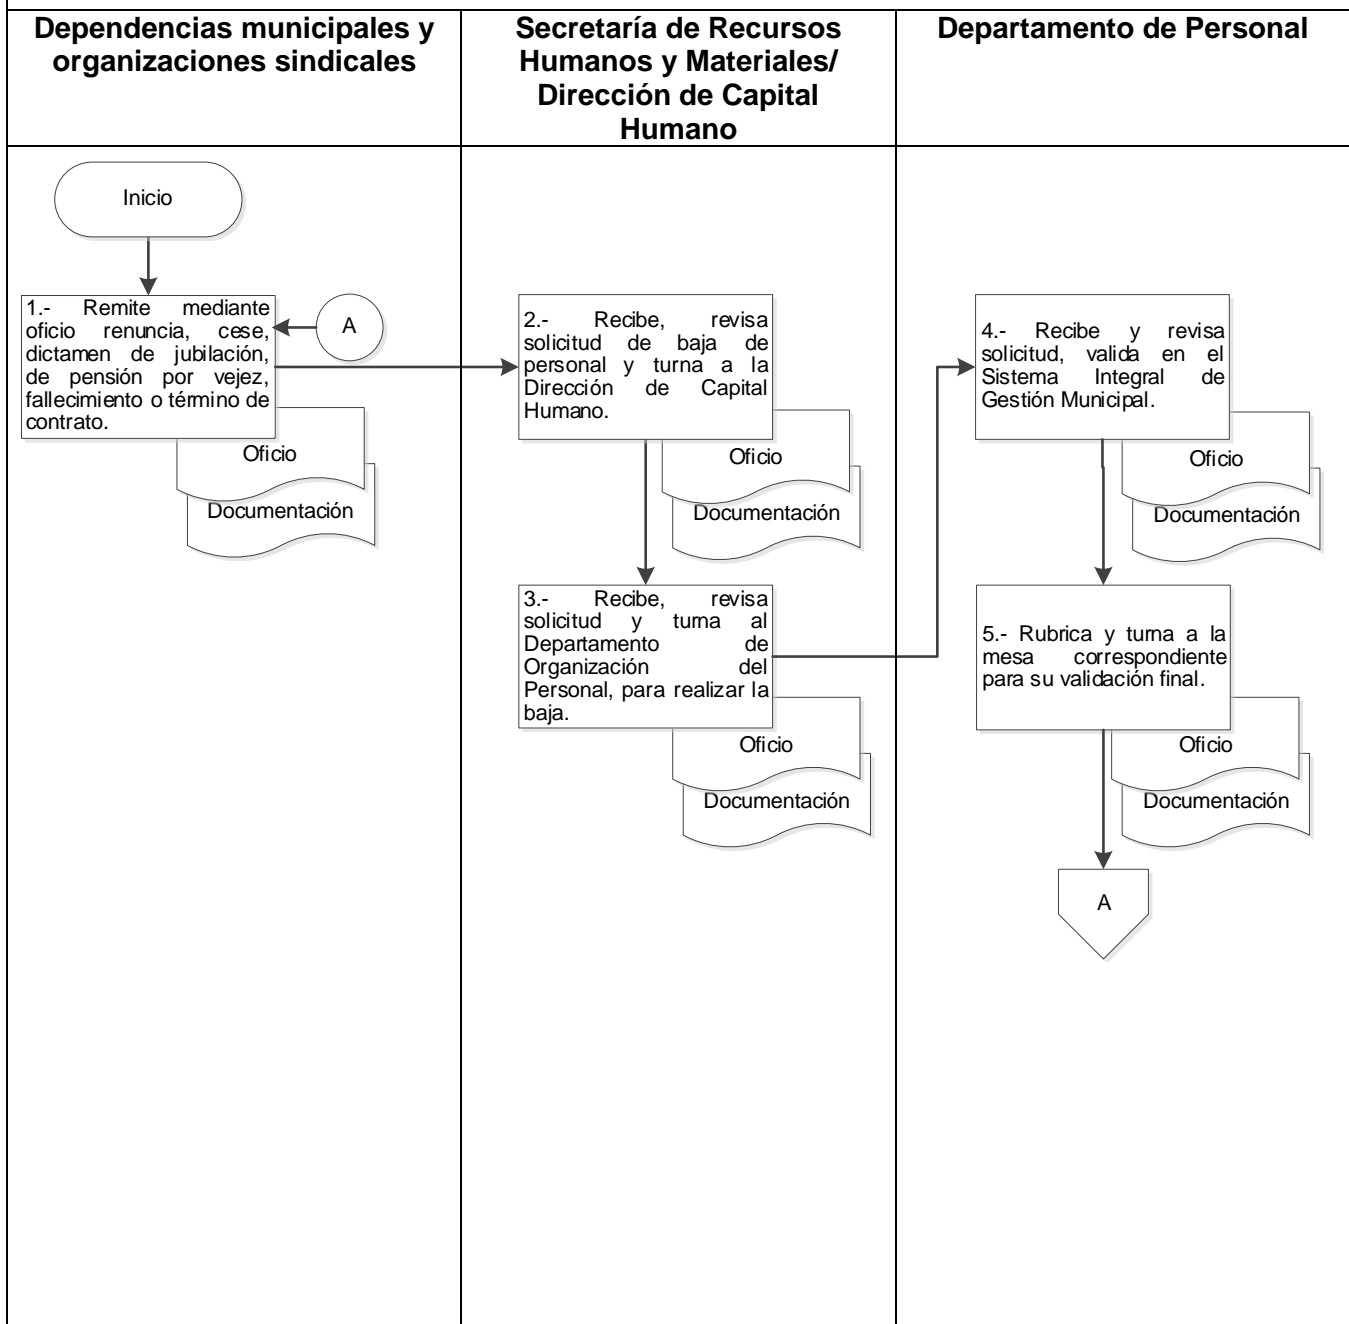 Dependencias municipales y
organizaciones sindicales
Secretaría de Recursos
Humanos y Materiales/
Dirección de Capital
Humano
Departamento de Personal
Inicio
1.- Remite mediante
oficio renuncia, cese,
dictamen de jubilación,
de pensión por vejez,
fallecimiento o término de
contrato.
A
Oficio
Documentación
2.- Recibe, revisa
solicitud de baja de
personal y turna a la
Dirección de Capital
Humano.
Oficio
Documentación
3.- Recibe, revisa
solicitud y turna al
Departamento de
Organización del
Personal, para realizar la
baja.
Oficio
Documentación
4.- Recibe y revisa
solicitud, valida en el
Sistema Integral de
Gestión Municipal.
Oficio
Documentación
5.- Rubrica y turna a la
mesa correspondiente
para su validación final.
Oficio
Documentación
A